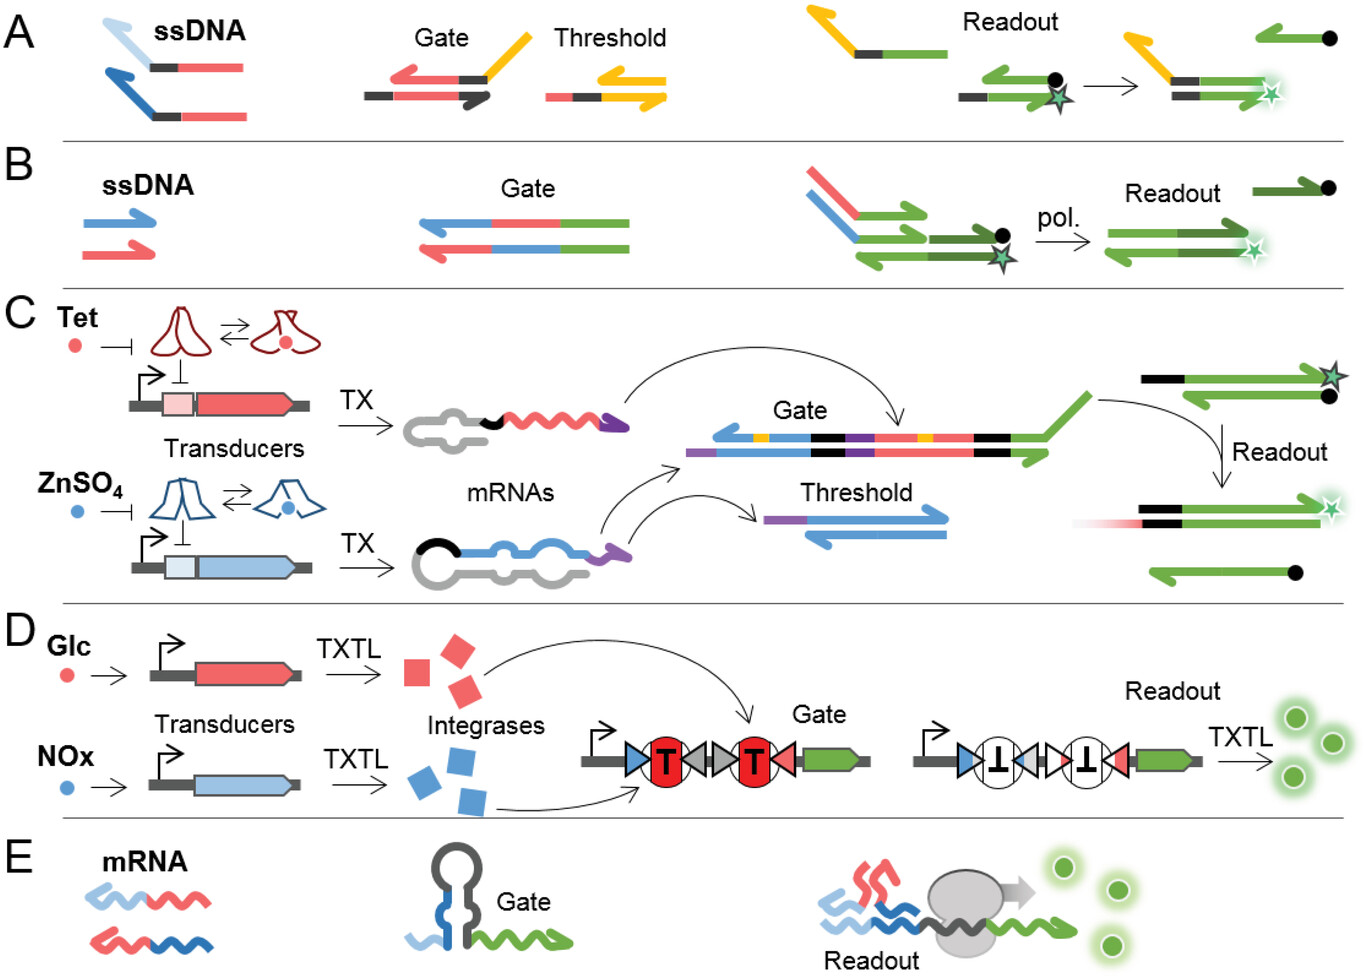 A
ssDNA
Gate
Threshold
Readout
B
ssDNA
Gate
pol.
Readout
C
Tet
TX
Transducers
Gate
Readout
ZnSO4
mRNAs
Threshold
TX
D
Glc
TXTL
Transducers
Integrases
Gate
Readout
NOx
TXTL
T
T
T
T
TXTL
E
mRNA
Gate
Readout